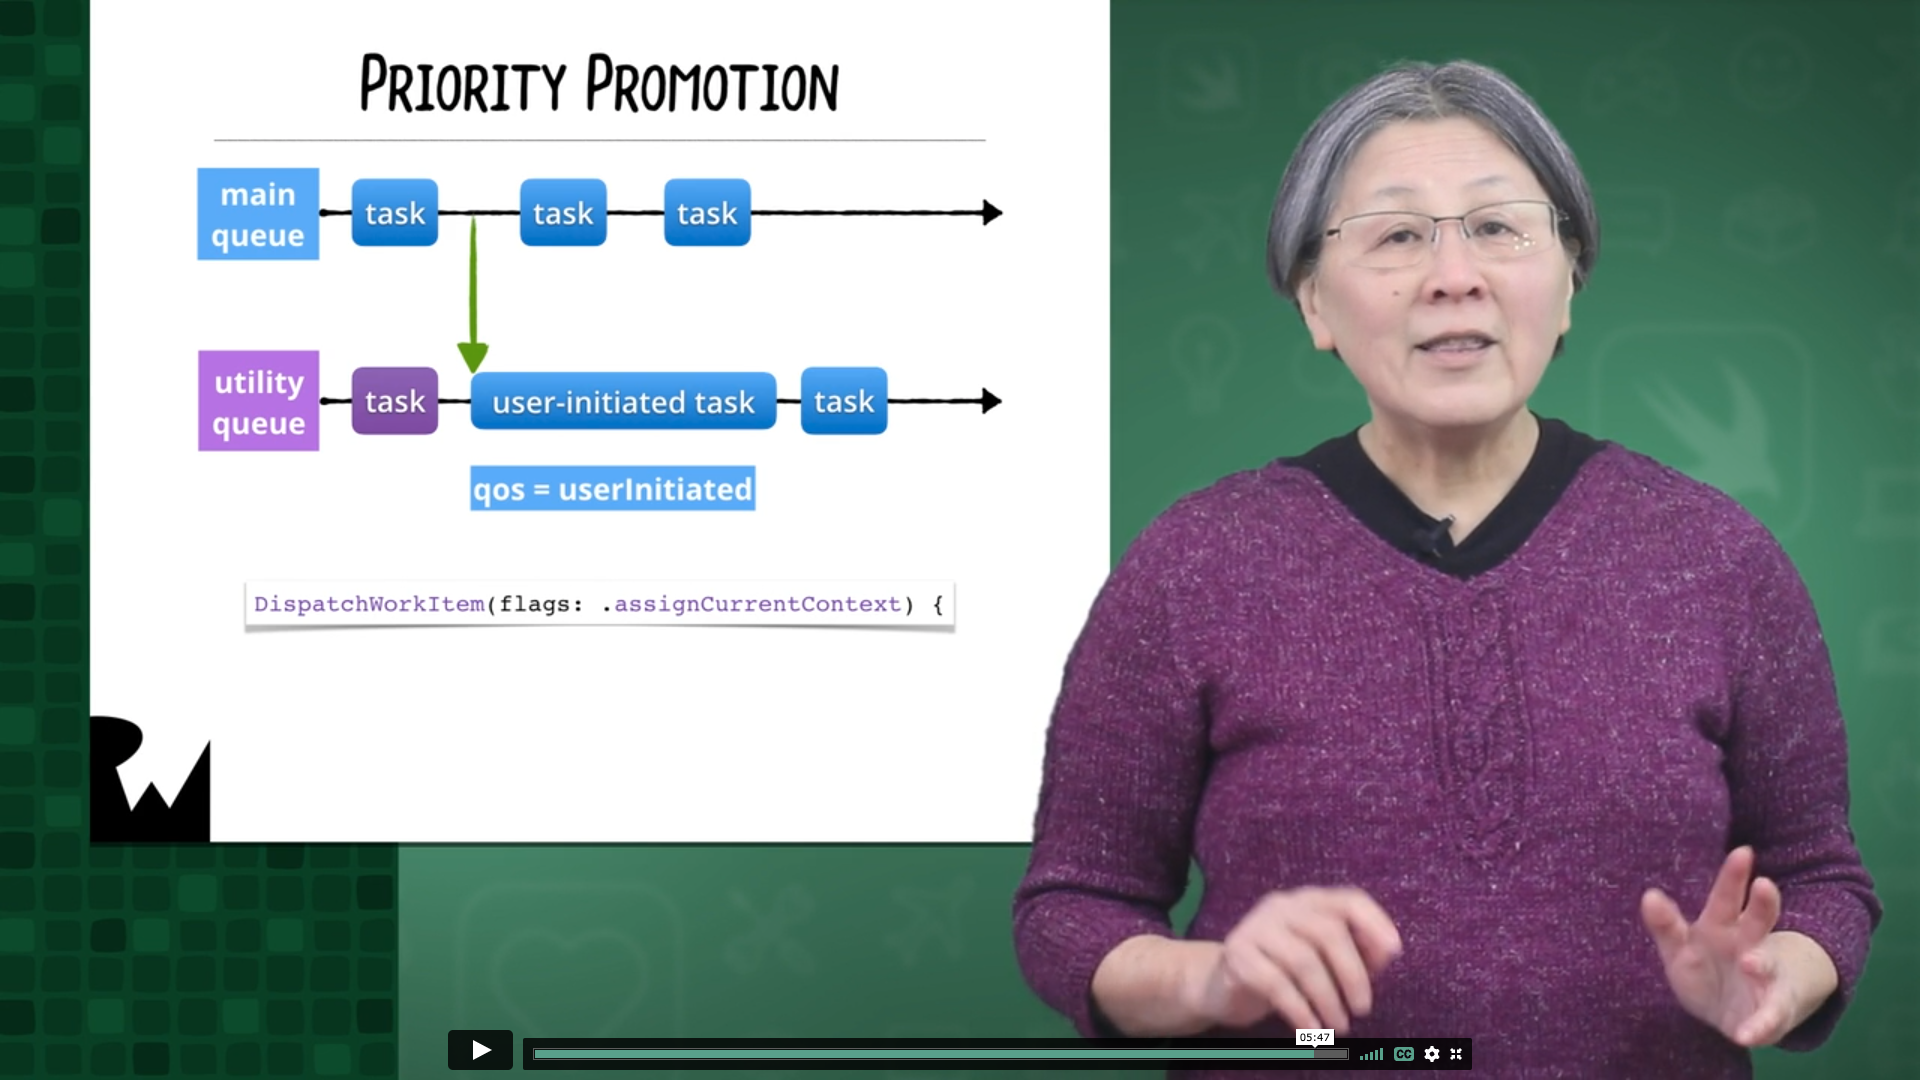 PRIORITY PROMOTION
main
queue
task
task
task
utility
queue
task
user-initiated task
task
qos = userInitiated
DispatchWorkItem(flags: .assignCurrentContext) {
RW
05:47
CC